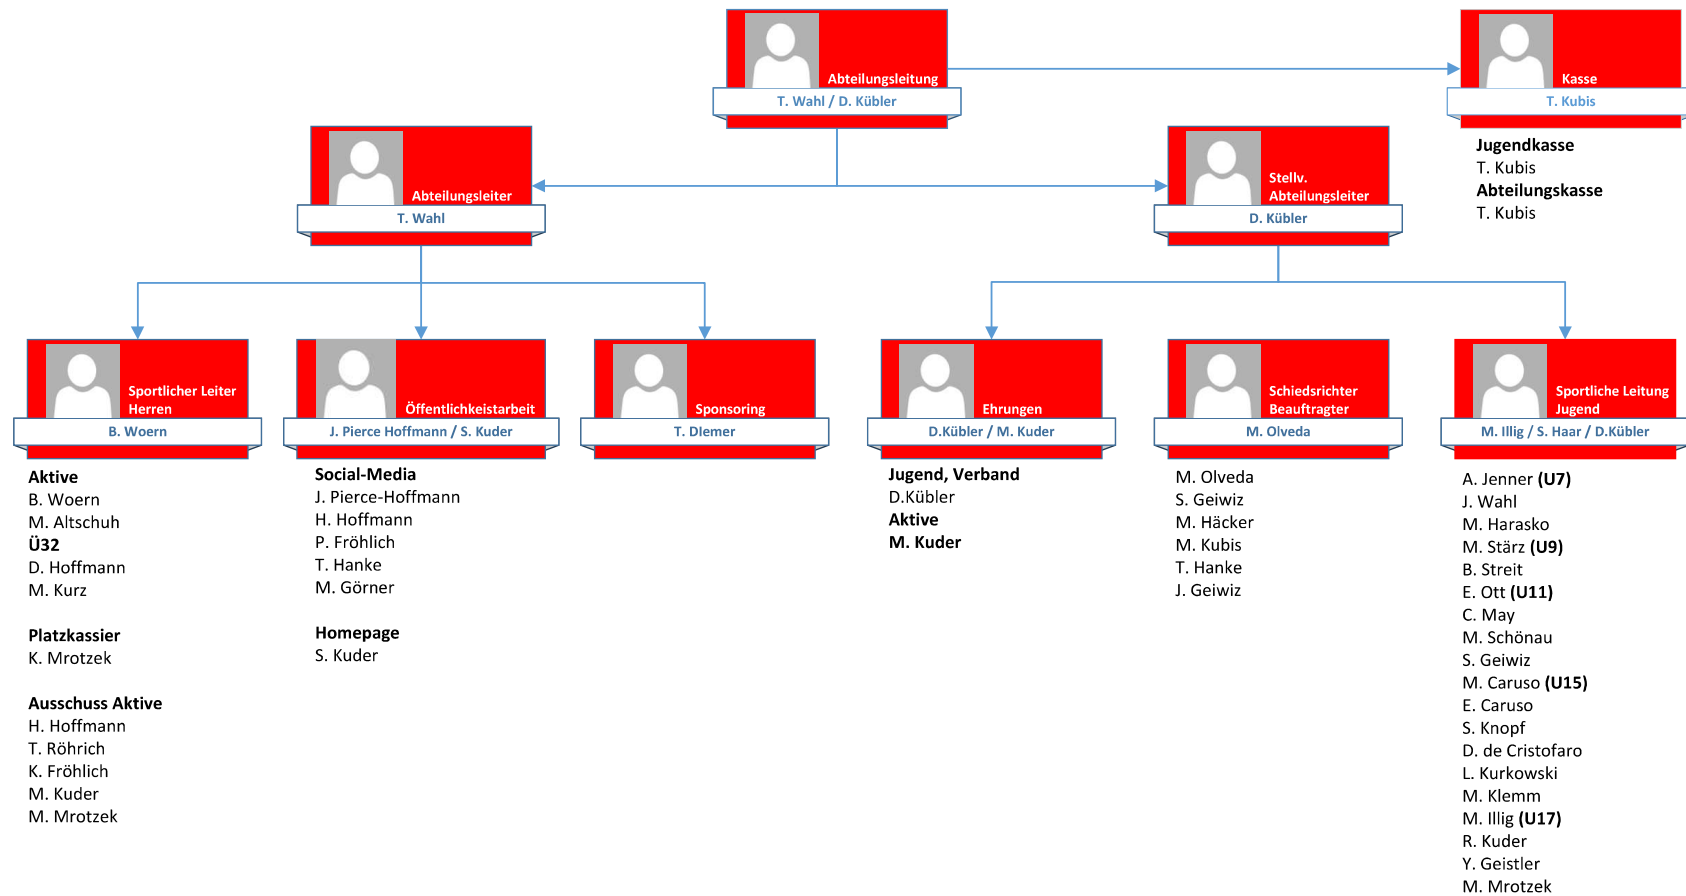 Abteilungsleitung
T. Wahl / D. Kübler
Kasse
T. Kubis
Jugendkasse
T. Kubis
Abteilungskasse
T. Kubis
Abteilungsleiter
T. Wahl
Stellv.
Abteilungsleiter
D. Kübler
Sportlicher Leiter
Herren
B. Woern
Aktive
B. Woern
M. Altschuh
Ü32
D. Hoffmann
M. Kurz
Platzkassier
K. Mrotzek
Ausschuss Aktive
H. Hoffmann
T. Röhrich
K. Fröhlich
M. Kuder
M. Mrotzek
Öffentlichkeistarbeit
J. Pierce Hoffmann / S. Kuder
Social-Media
J. Pierce-Hoffmann
H. Hoffmann
P. Fröhlich
T. Hanke
M. Görner
Homepage
S. Kuder
Sponsoring
T. DIemer
Ehrungen
D.Kübler / M. Kuder
Jugend, Verband
D.Kübler
Aktive
M. Kuder
Schiedsrichter
Beauftragter
M. Olveda
M. Olveda
S. Geiwiz
M. Häcker
M. Kubis
T. Hanke
J. Geiwiz
Sportliche Leitung
Jugend
M. Illig / S. Haar / D.Kübler
A. Jenner (U7)
J. Wahl
M. Harasko
M. Stärz (U9)
B. Streit
E. Ott (U11)
C. May
M. Schönau
S. Geiwiz
M. Caruso (U15)
E. Caruso
S. Knopf
D. de Cristofaro
L. Kurkowski
M. Klemm
M. Illig (U17)
R. Kuder
Y. Geistler
M. Mrotzek